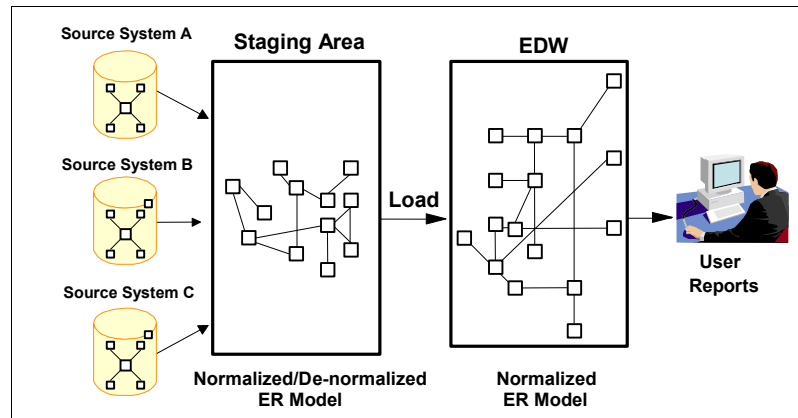 Source System A
Staging Area
EDW
Source System B
Load
Source System C
User
Reports
Normalized/De-normalized
ER Model
Normalized
ER Model